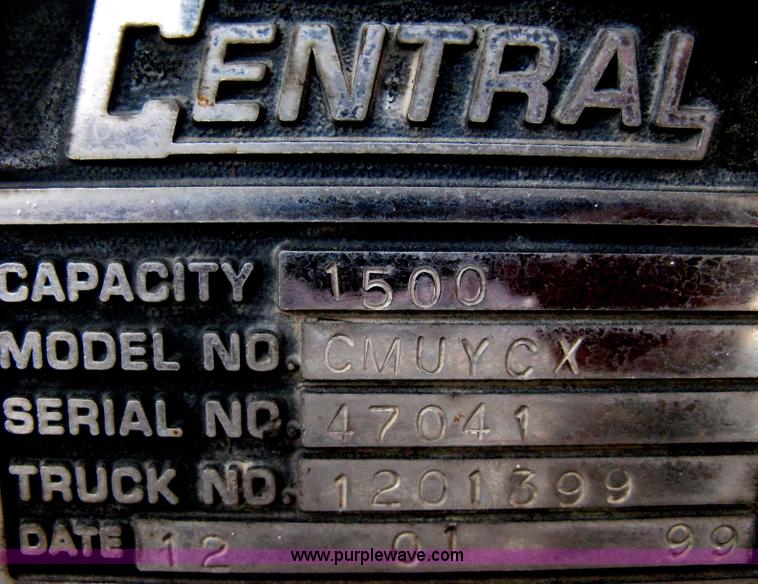 CENTRAL
CAPACITY 1500
MODEL NO. CMUYCX
SERIAL NO. 47041
TRUCK NO. 1201399
DATE 12 01 99
www.purplewave.com